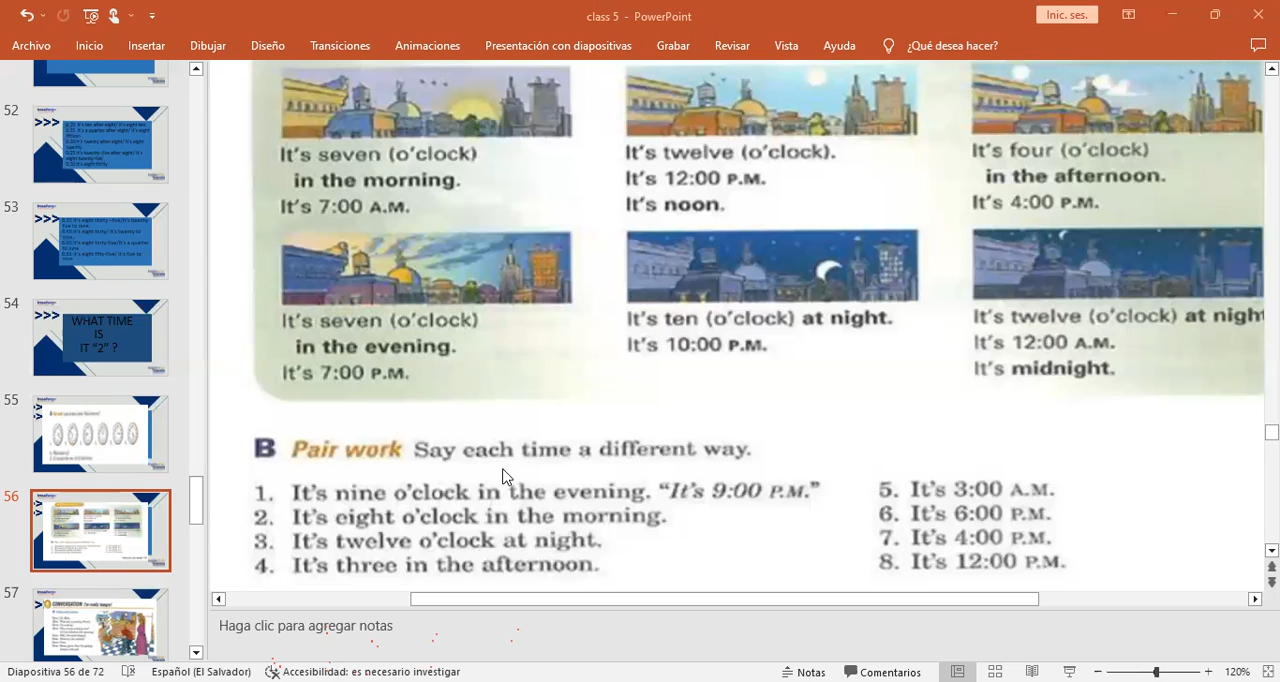 class 5 - PowerPoint
Inic. ses.
Archivo Inicio Insertar Dibujar Diseño Transiciones Animaciones Presentación con diapositivas Grabar Revisar Vista Ayuda ¿Qué desea hacer?
52
53
54
WHAT TIME
IS
IT “2” ?
55
56
57
It's seven (o'clock)
in the morning.
It's 7:00 A.M.
It's twelve (o'clock).
It's 12:00 P.M.
It's noon.
It's four (o'clock)
in the afternoon.
It's 4:00 P.M.
It's seven (o'clock)
in the evening.
It's 7:00 P.M.
It's ten (o'clock) at night.
It's 10:00 P.M.
It's twelve (o'clock) at night
It's 12:00 A.M.
It's midnight.
B Pair work Say each time a different way.
1. It's nine o'clock in the evening. “It's 9:00 P.M.”
2. It's eight o'clock in the morning.
3. It's twelve o'clock at night.
4. It's three in the afternoon.
5. It's 3:00 A.M.
6. It's 6:00 P.M.
7. It's 4:00 P.M.
8. It's 12:00 P.M.
Haga clic para agregar notas
Diapositiva 56 de 72 Español (El Salvador) Accesibilidad: es necesario investigar Notas Comentarios 120%